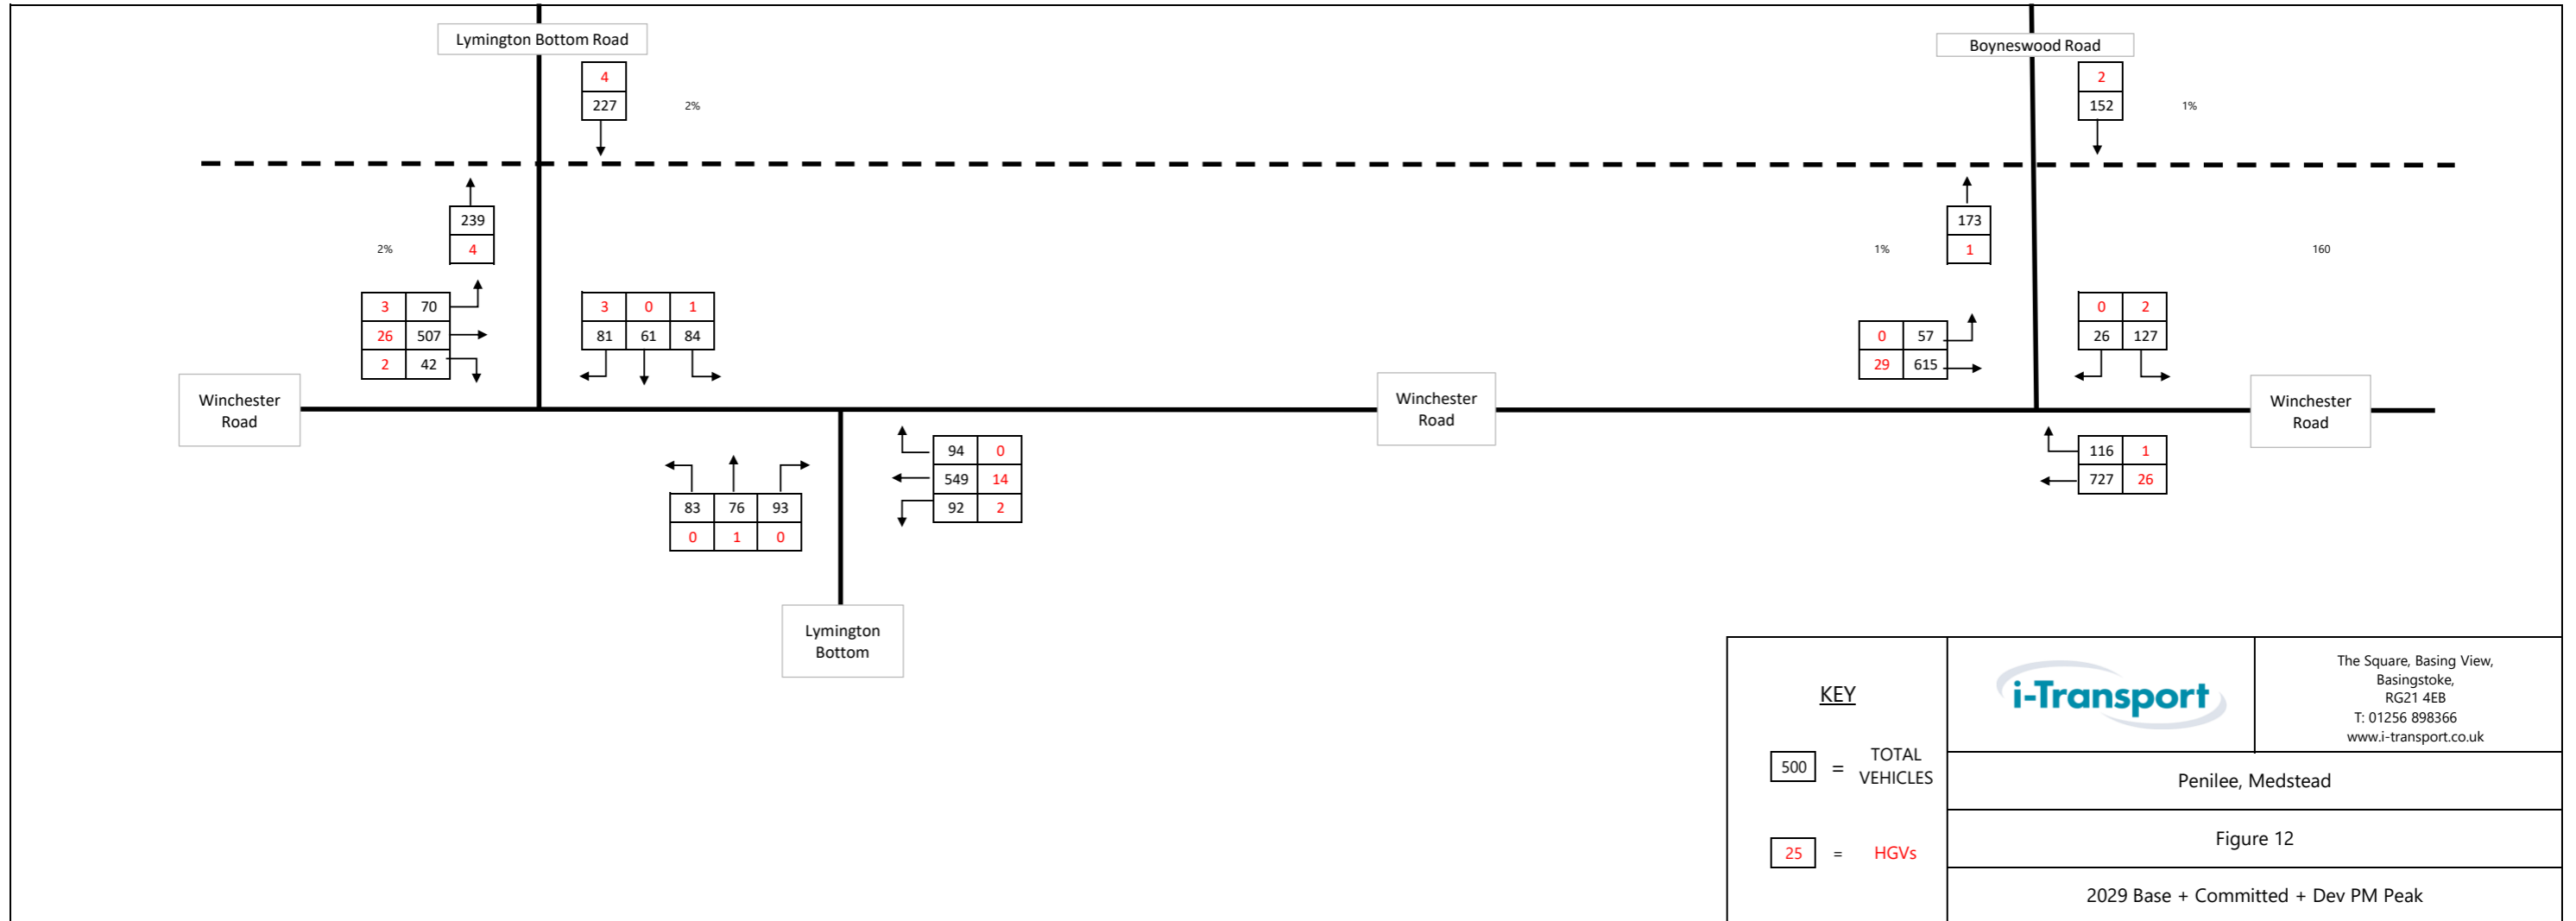 Lymington Bottom Road
Boyneswood Road
4
227
2%
2
152
1%
239
4
2%
173
1
1%
160
3 70
26 507
2 42
3 0 1
81 61 84
0 57
29 615
0 2
26 127
Winchester
Road
Winchester
Road
Winchester
Road
83 76 93
0 1 0
94 0
549 14
92 2
116 1
727 26
Lymington
Bottom
KEY
500 = TOTAL
VEHICLES
25 = HGVs
i-Transport
The Square, Basing View,
Basingstoke,
RG21 4EB
T: 01256 898366
www.i-transport.co.uk
Penilee, Medstead
Figure 12
2029 Base + Committed + Dev PM Peak